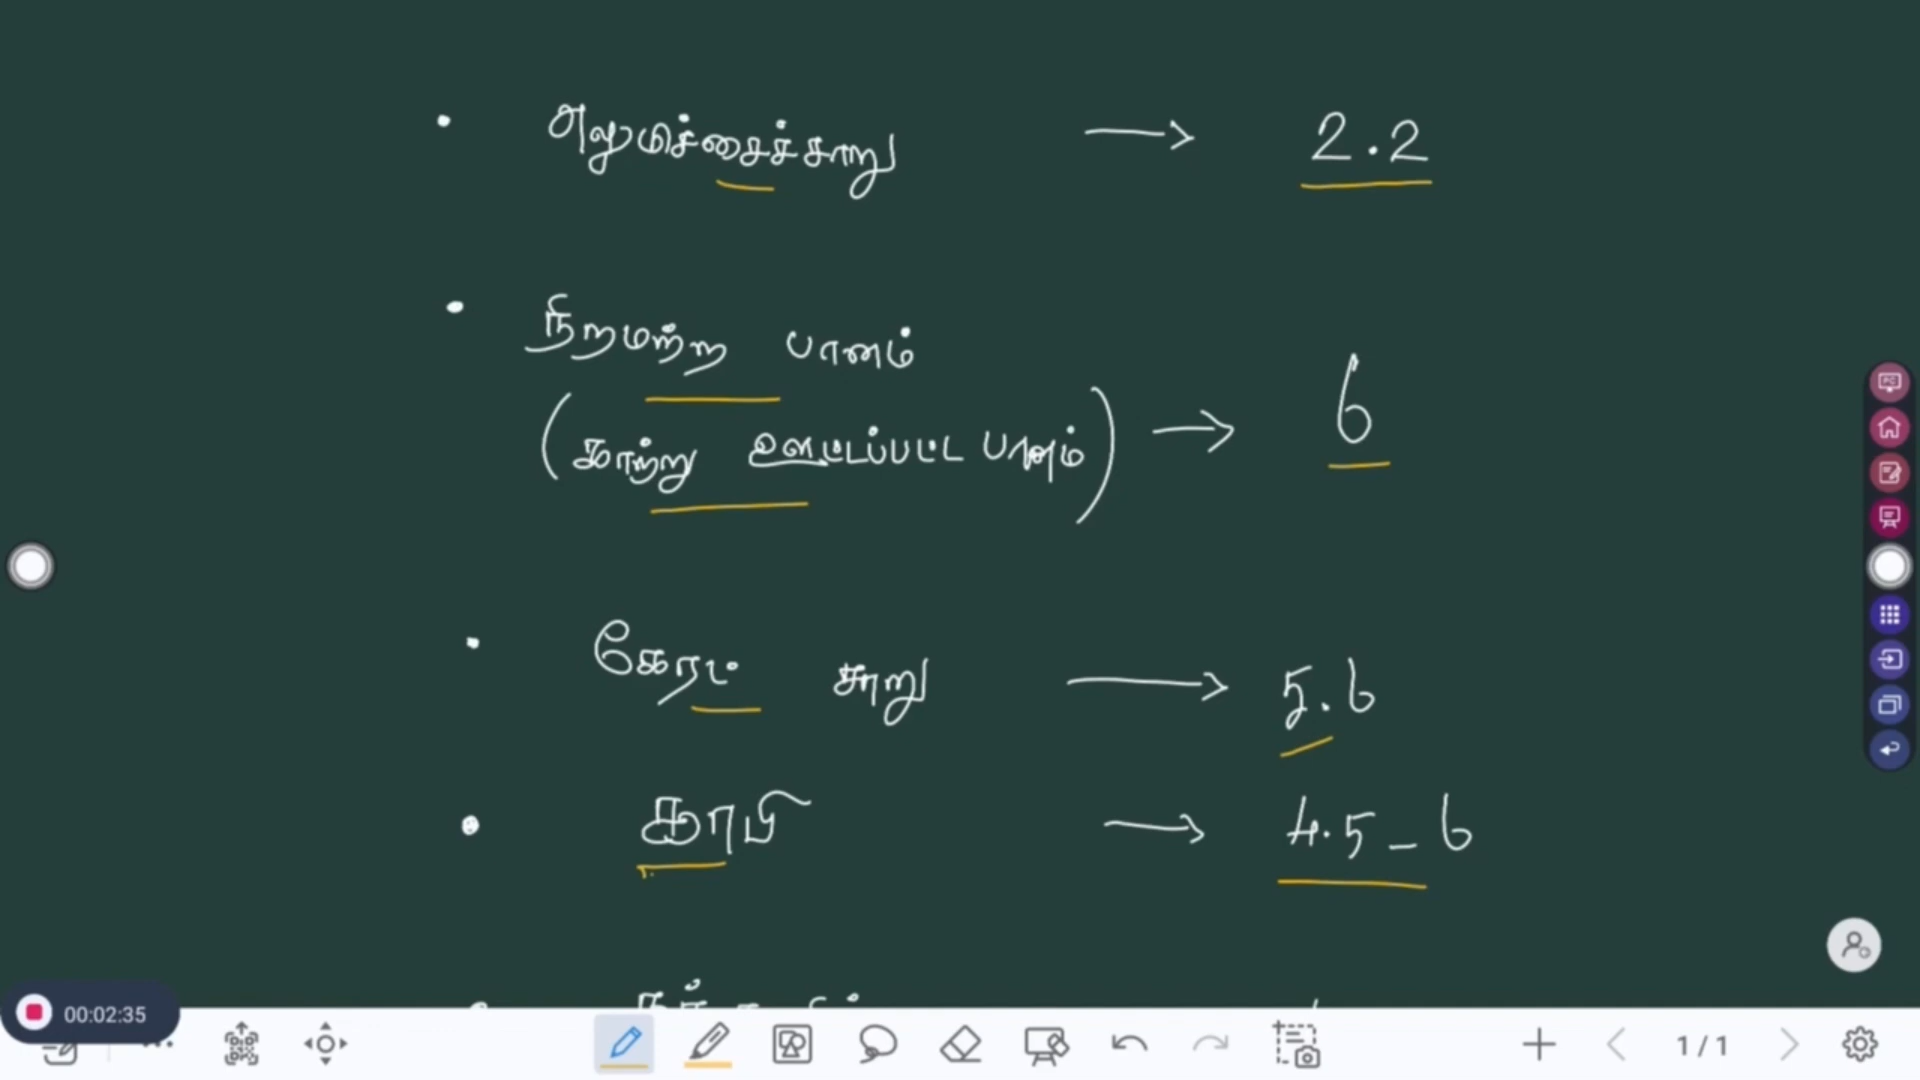 • அலுமிச்சைச்சாறு → 2.2
• நிறமற்ற பானம்
(காற்று ஊட்டப்பட்ட பானம்) → 6
• கேரட் சாறு → 5.6
• காபி → 4.5 - 6
00:02:35
1 / 1